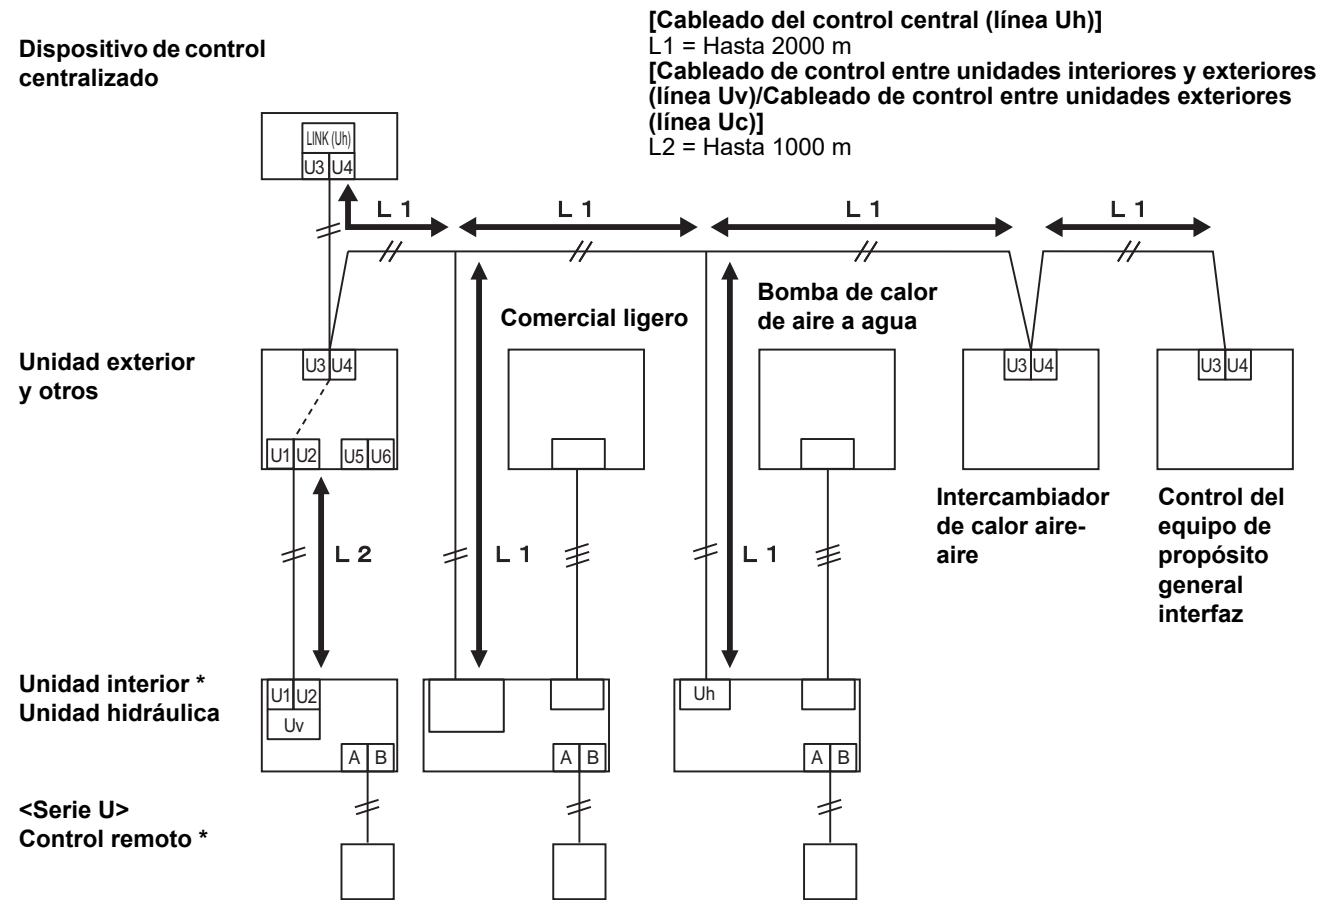 [Cableado del control central (línea Uh)]
L1 = Hasta 2000 m
[Cableado de control entre unidades interiores y exteriores
(línea Uv)/Cableado de control entre unidades exteriores
(línea Uc)]
L2 = Hasta 1000 m
Dispositivo de control
centralizado
LINK (Uh)
U3 U4
L 1
L 1
L 1
L 1
Comercial ligero
Bomba de calor
de aire a agua
Unidad exterior
y otros
U3 U4
U3 U4
U3 U4
U1 U2
U5 U6
Intercambiador
de calor aire-
aire
Control del
equipo de
propósito
general
interfaz
L 2
L 1
L 1
Unidad interior *
Unidad hidráulica
U1 U2
Uv
Uh
A B
A B
A B
<Serie U>
Control remoto *